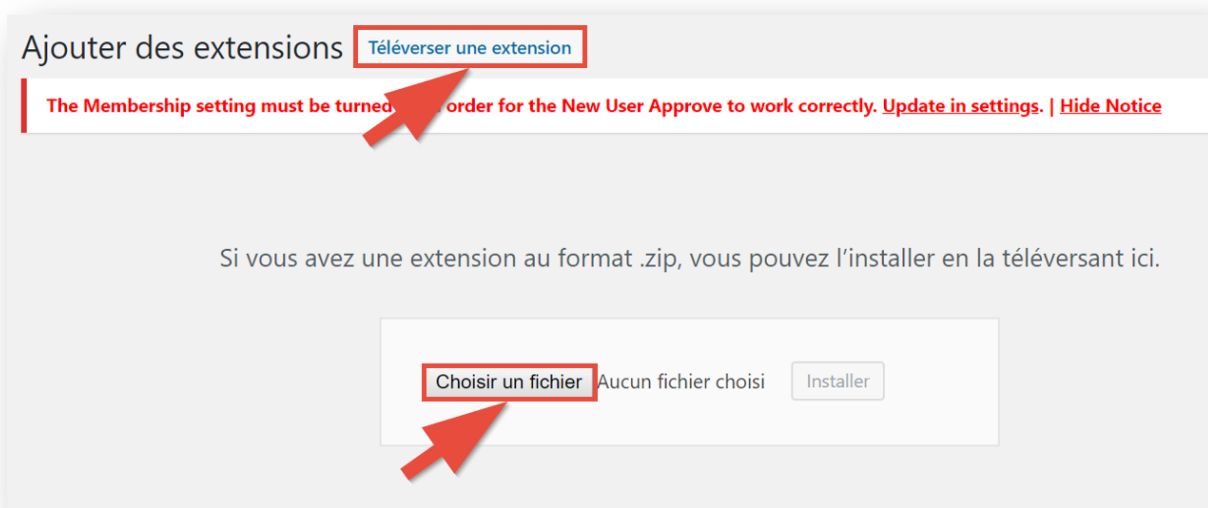 Ajouter des extensions Téléverser une extension
The Membership setting must be turned order for the New User Approve to work correctly. Update in settings. | Hide Notice
Si vous avez une extension au format .zip, vous pouvez l’installer en la téléversant ici.
Choisir un fichier Aucun fichier choisi Installer